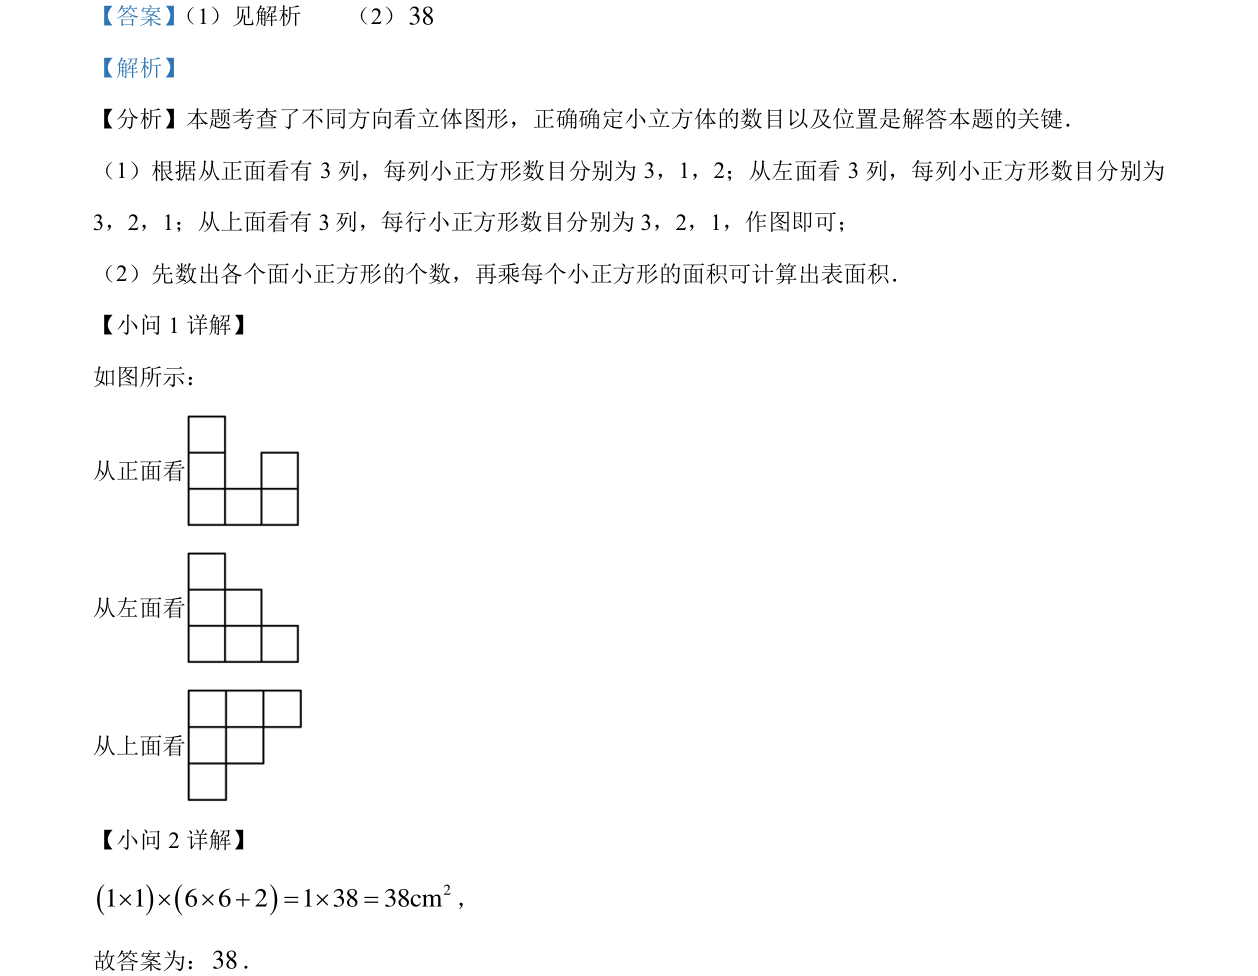 【答案】（1）见解析 （2）38
【解析】
【分析】本题考查了不同方向看立体图形，正确确定小立方体的数目以及位置是解答本题的关键．
（1）根据从正面看有 3 列，每列小正方形数目分别为 3，1，2；从左面看 3 列，每列小正方形数目分别为
3，2，1；从上面看有 3 列，每行小正方形数目分别为 3，2，1，作图即可；
（2）先数出各个面小正方形的个数，再乘每个小正方形的面积可计算出表面积．
【小问 1 详解】
如图所示：
从正面看
从左面看
从上面看
【小问 2 详解】
(1×1)×(6×6+2)=1×38=38cm²，
故答案为：38．